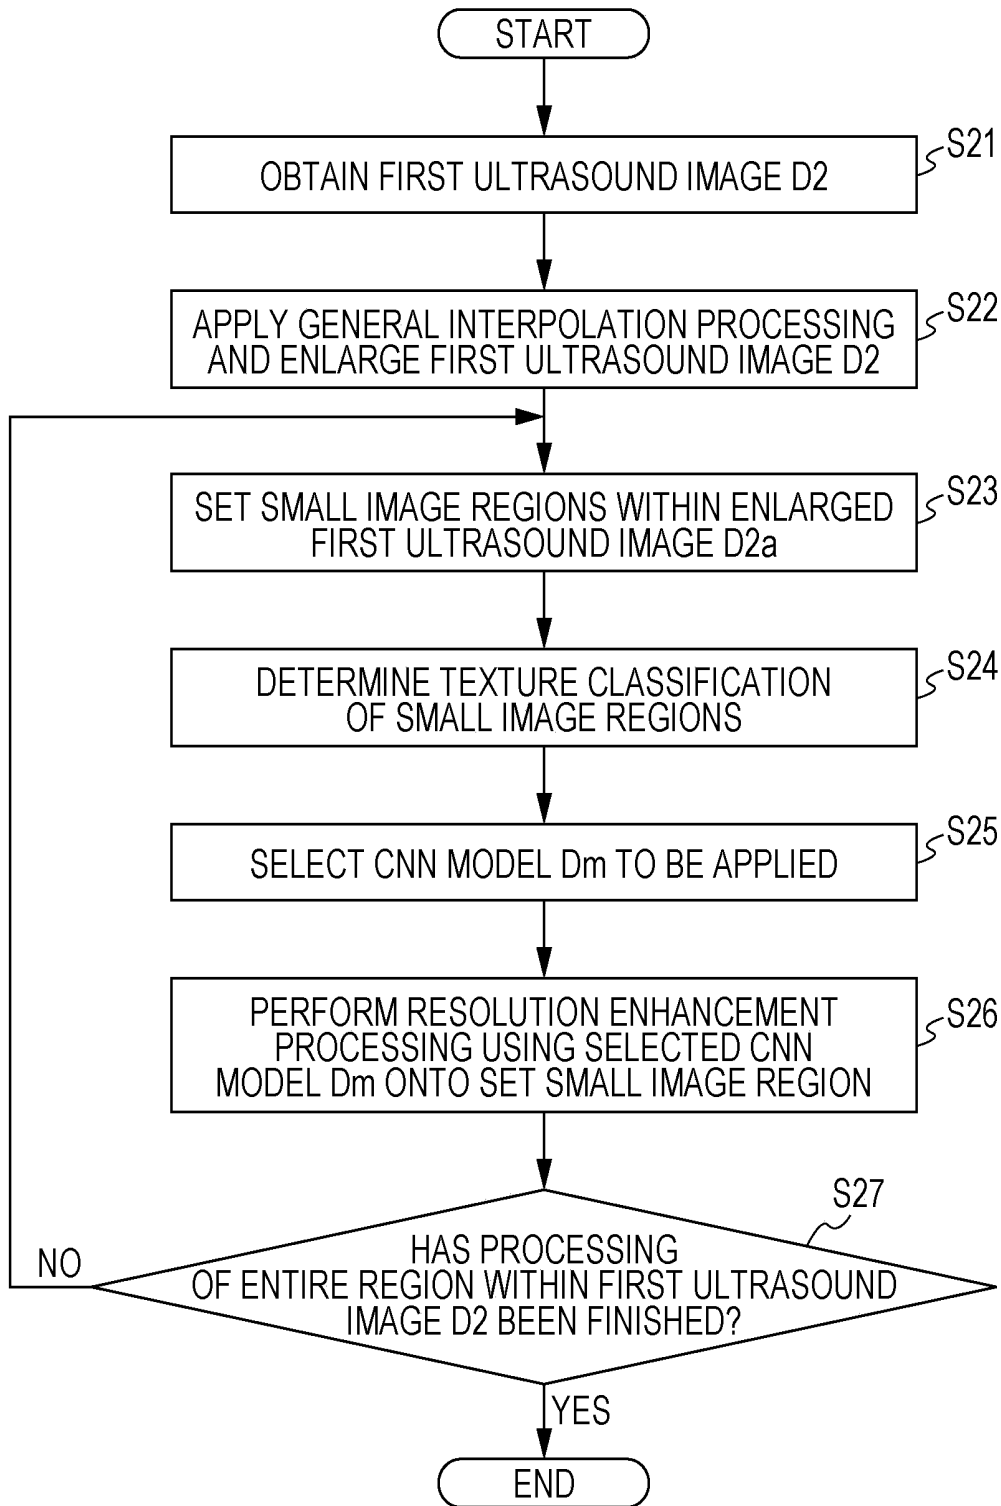 START
OBTAIN FIRST ULTRASOUND IMAGE D2
S21
APPLY GENERAL INTERPOLATION PROCESSING
AND ENLARGE FIRST ULTRASOUND IMAGE D2
S22
SET SMALL IMAGE REGIONS WITHIN ENLARGED
FIRST ULTRASOUND IMAGE D2a
S23
DETERMINE TEXTURE CLASSIFICATION
OF SMALL IMAGE REGIONS
S24
SELECT CNN MODEL Dm TO BE APPLIED
S25
PERFORM RESOLUTION ENHANCEMENT
PROCESSING USING SELECTED CNN
MODEL Dm ONTO SET SMALL IMAGE REGION
S26
S27
HAS PROCESSING
OF ENTIRE REGION WITHIN FIRST ULTRASOUND
IMAGE D2 BEEN FINISHED?
NO
YES
END